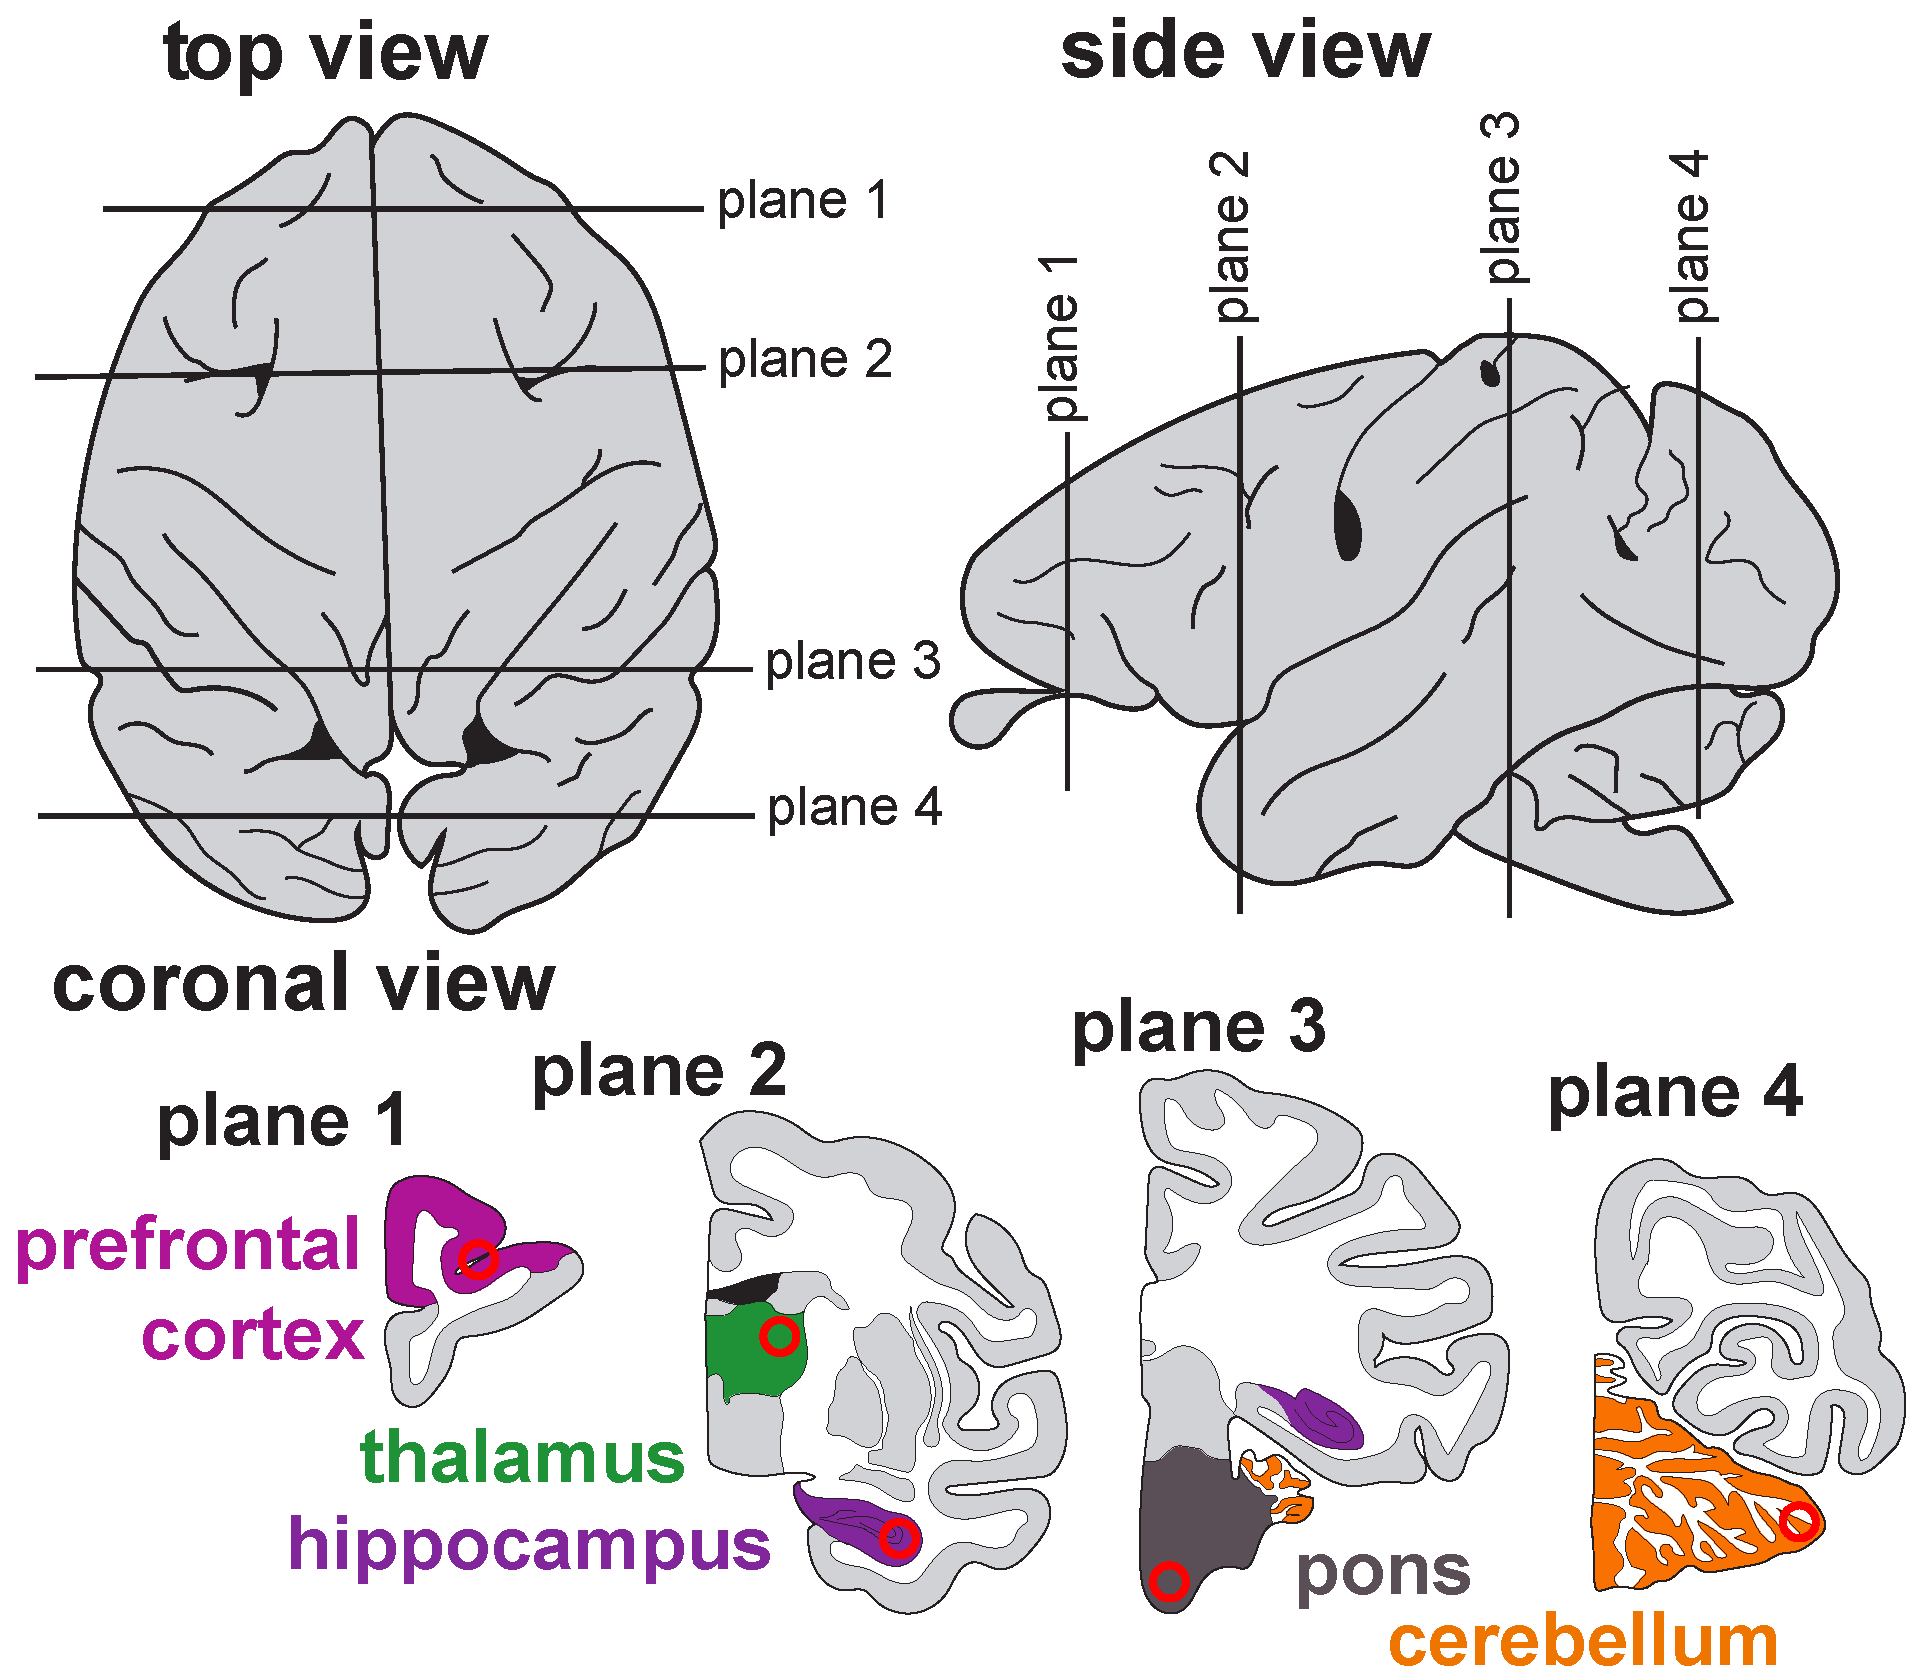 top view
side view
plane 1
plane 2
plane 3
plane 4
plane 1
plane 2
plane 3
plane 4
coronal view
plane 1
plane 2
plane 3
plane 4
prefrontal
cortex
thalamus
hippocampus
pons
cerebellum